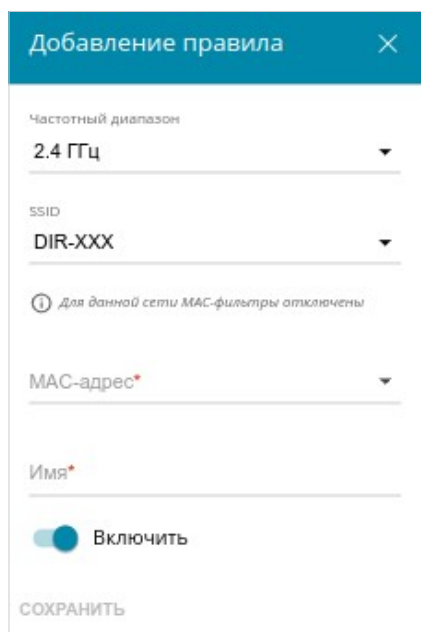 Добавление правила
Частотный диапазон
2.4 ГГц
SSID
DIR-XXX
Для данной сети MAC-фильтры отключены
MAC-адрес*
Имя*
Включить
СОХРАНИТЬ